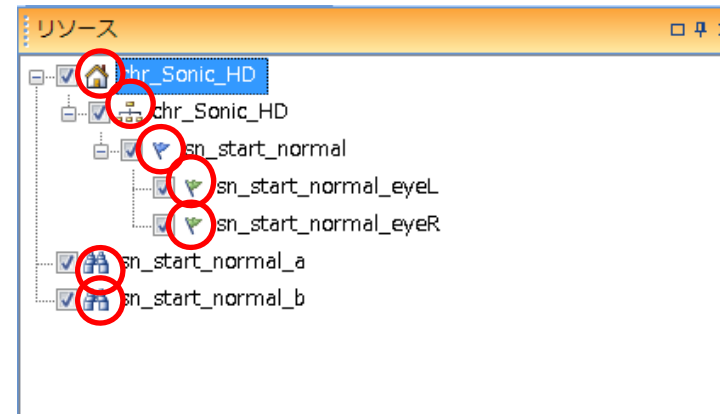 リソース
chr_Sonic_HD
chr_Sonic_HD
sn_start_normal
sn_start_normal_eyeL
sn_start_normal_eyeR
sn_start_normal_a
sn_start_normal_b